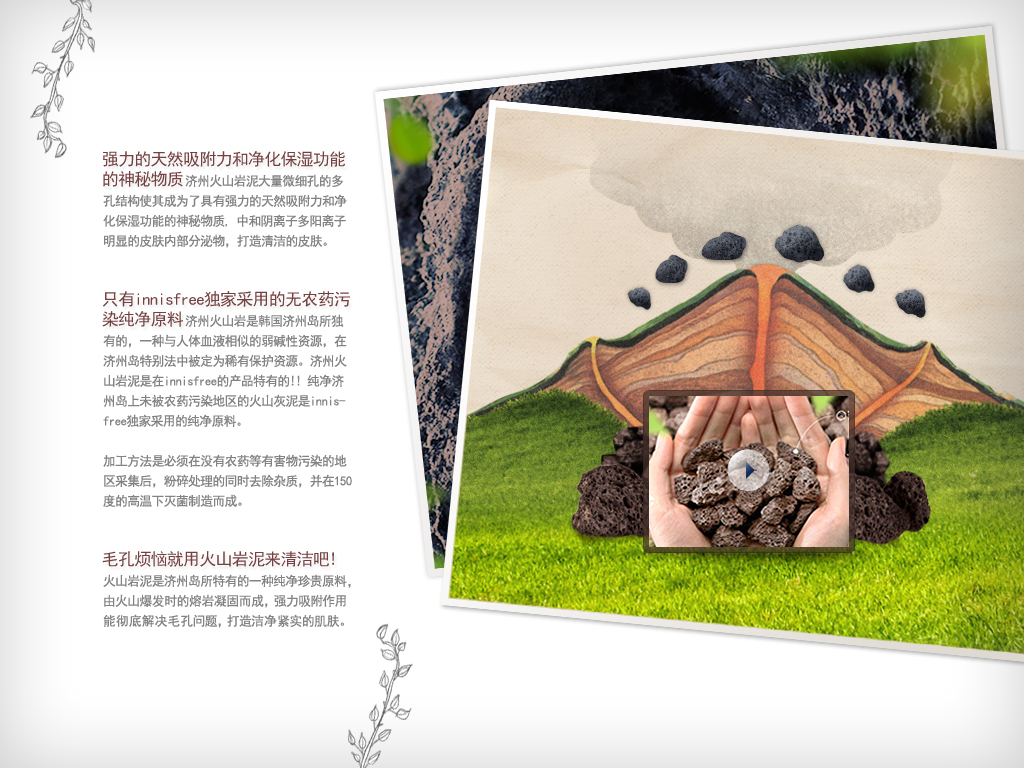 强力的天然吸附力和净化保湿功能
的神秘物质 济州火山岩泥大量微细孔的多
孔结构使其成为了具有强力的天然吸附力和净
化保湿功能的神秘物质. 中和阴离子多阳离子
明显的皮肤内部分泌物, 打造清洁的皮肤。
只有innisfree独家采用的无农药污
染纯净原料 济州火山岩是韩国济州岛所独
有的, 一种与人体血液相似的弱碱性资源, 在
济州岛特别法中被定为稀有保护资源。济州火
山岩泥是在innisfree的产品特有的!! 纯净济
州岛上未被农药污染地区的火山灰泥是innis-
free独家采用的纯净原料。
加工方法是必须在没有农药等有害物污染的地
区采集后, 粉碎处理的同时去除杂质, 并在150
度的高温下灭菌制造而成。
毛孔烦恼就用火山岩泥来清洁吧!
火山岩泥是济州岛所特有的一种纯净珍贵原料,
由火山爆发时的熔岩凝固而成, 强力吸附作用
能彻底解决毛孔问题, 打造洁净紧实的肌肤。